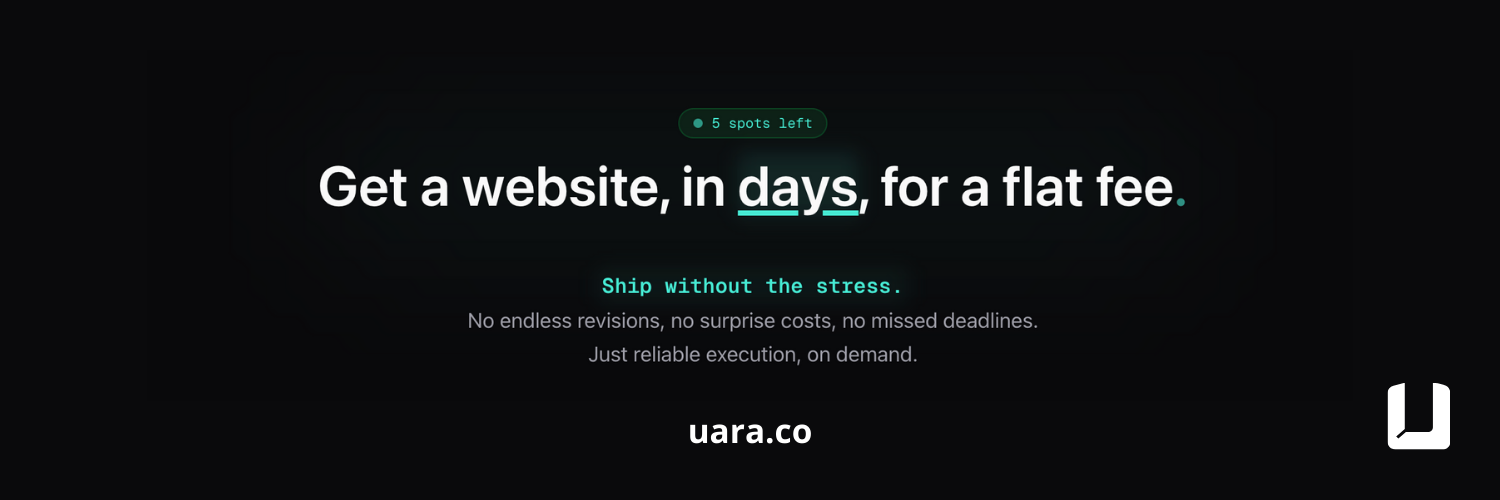 5 spots left
Get a website, in days, for a flat fee.
Ship without the stress.
No endless revisions, no surprise costs, no missed deadlines.
Just reliable execution, on demand.
uara.co